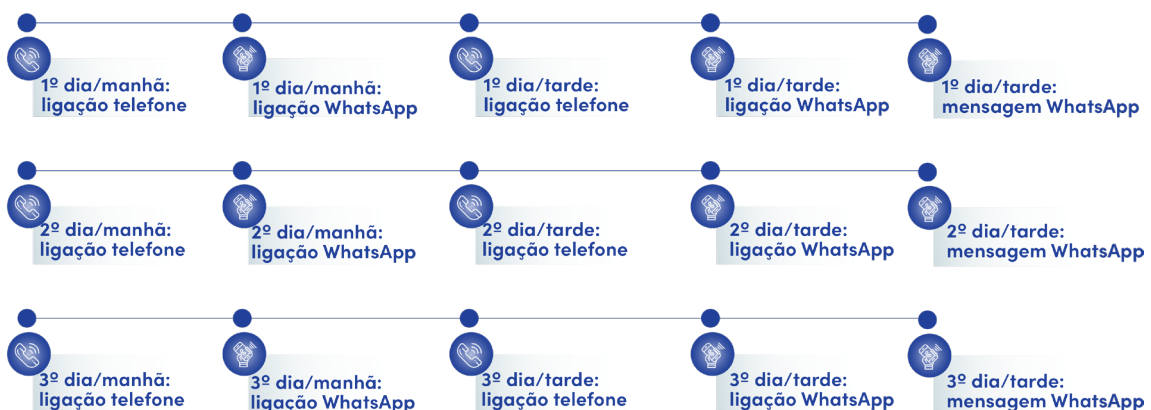 1º dia/manhã:
ligação telefone
1º dia/manhã:
ligação WhatsApp
1º dia/tarde:
ligação telefone
1º dia/tarde:
ligação WhatsApp
1º dia/tarde:
mensagem WhatsApp
2º dia/manhã:
ligação telefone
2º dia/manhã:
ligação WhatsApp
2º dia/tarde:
ligação telefone
2º dia/tarde:
ligação WhatsApp
2º dia/tarde:
mensagem WhatsApp
3º dia/manhã:
ligação telefone
3º dia/manhã:
ligação WhatsApp
3º dia/tarde:
ligação telefone
3º dia/tarde:
ligação WhatsApp
3º dia/tarde:
mensagem WhatsApp